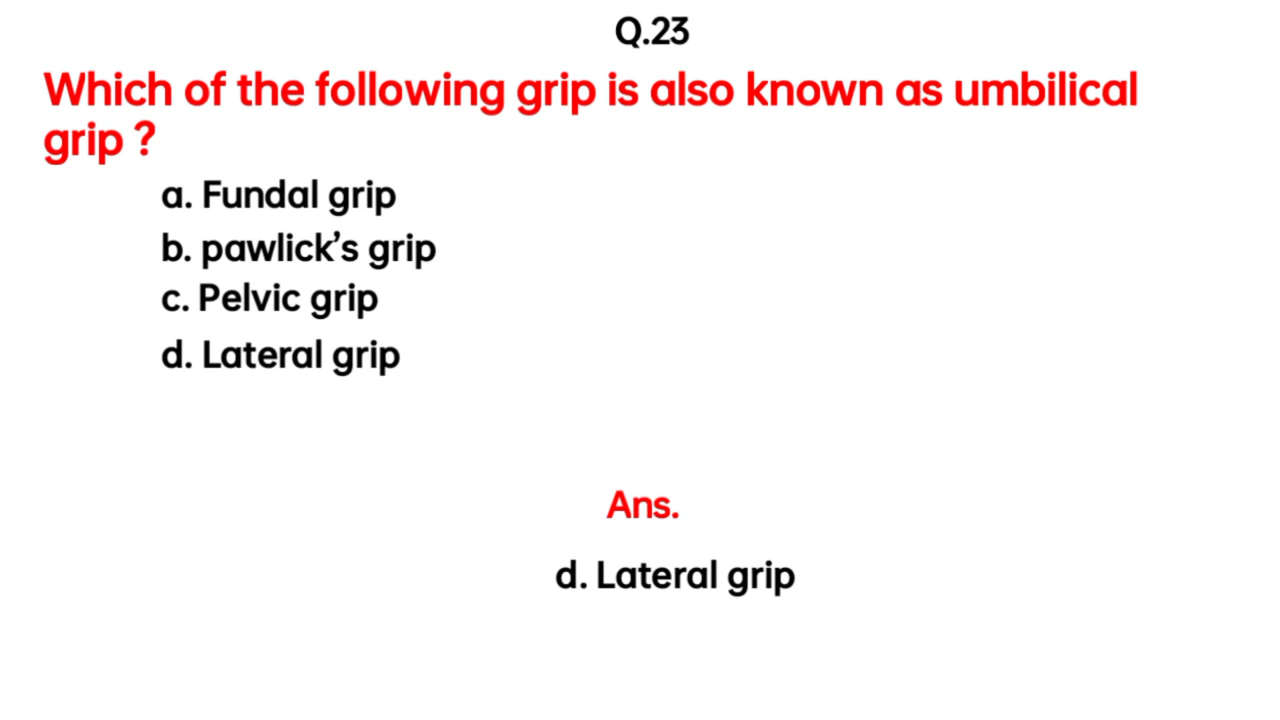 Q.23
Which of the following grip is also known as umbilical
grip ?
a. Fundal grip
b. pawlick’s grip
c. Pelvic grip
d. Lateral grip
Ans.
d. Lateral grip